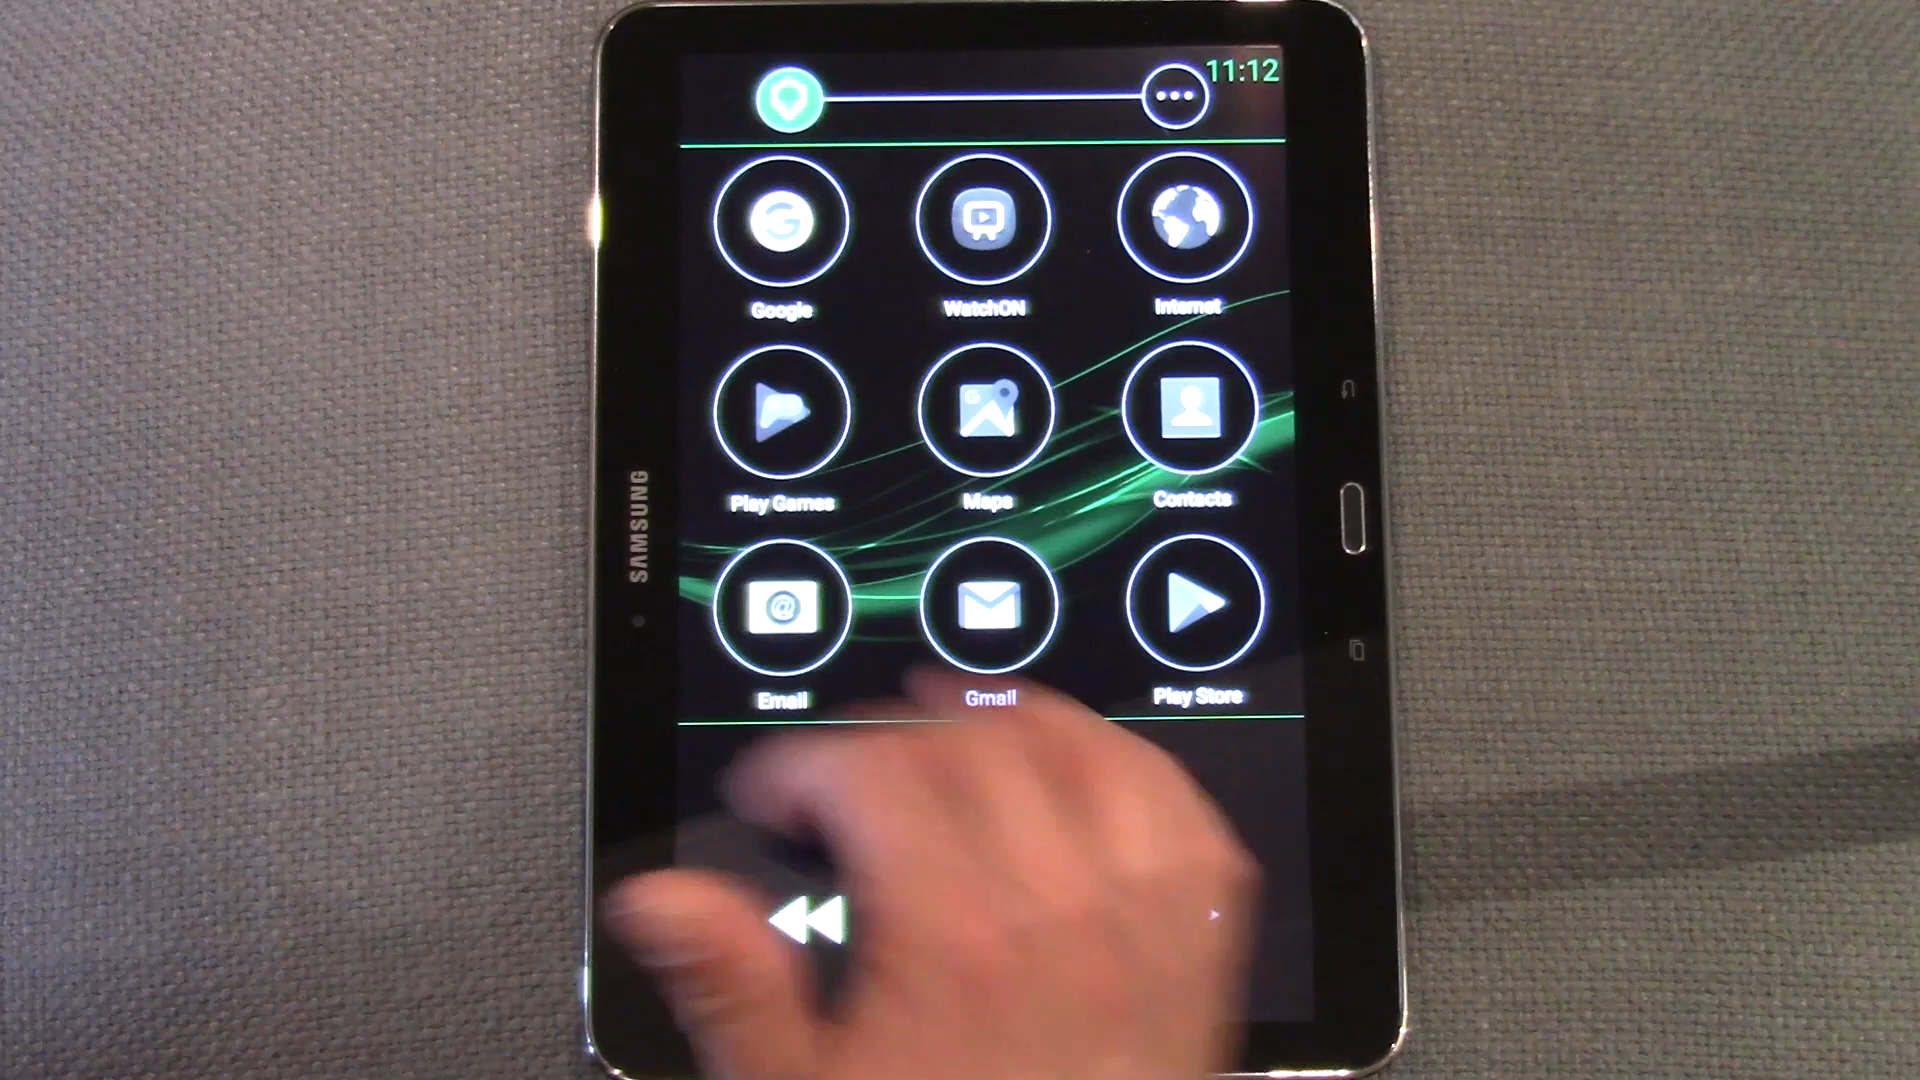 11:12
Google
WatchON
Internet
Play Games
Maps
Contacts
Email
Gmail
Play Store
SAMSUNG